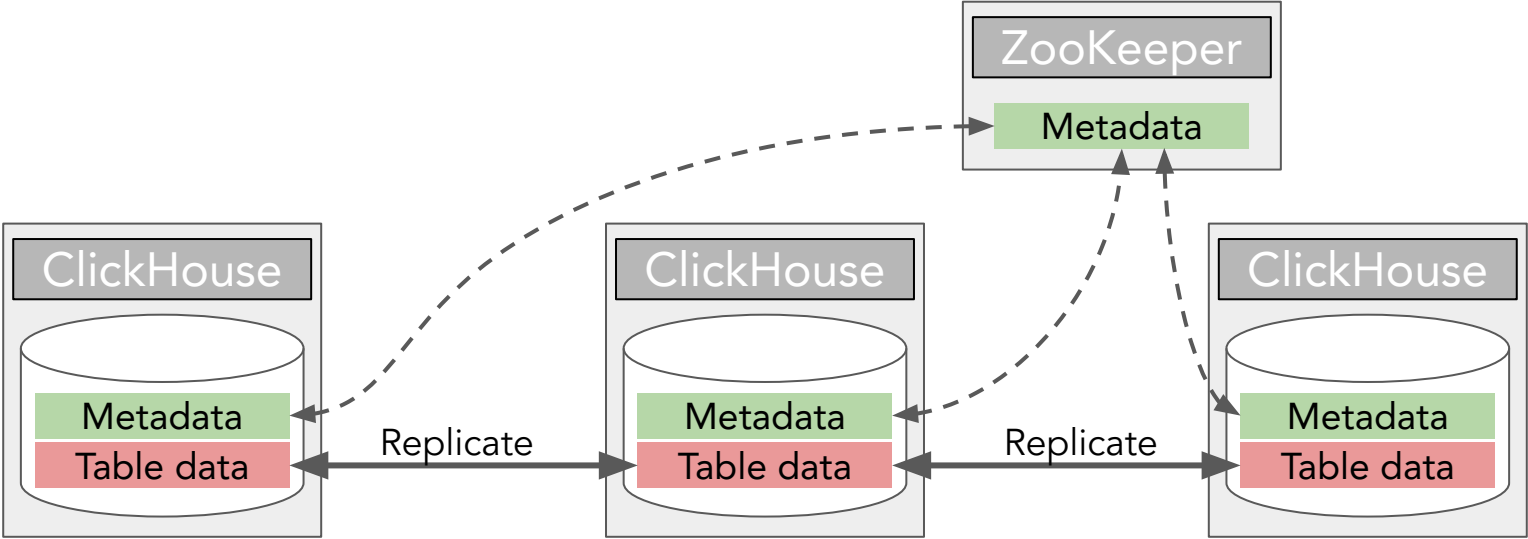 ZooKeeper
Metadata
ClickHouse
ClickHouse
ClickHouse
Metadata
Table data
Replicate
Metadata
Table data
Replicate
Metadata
Table data